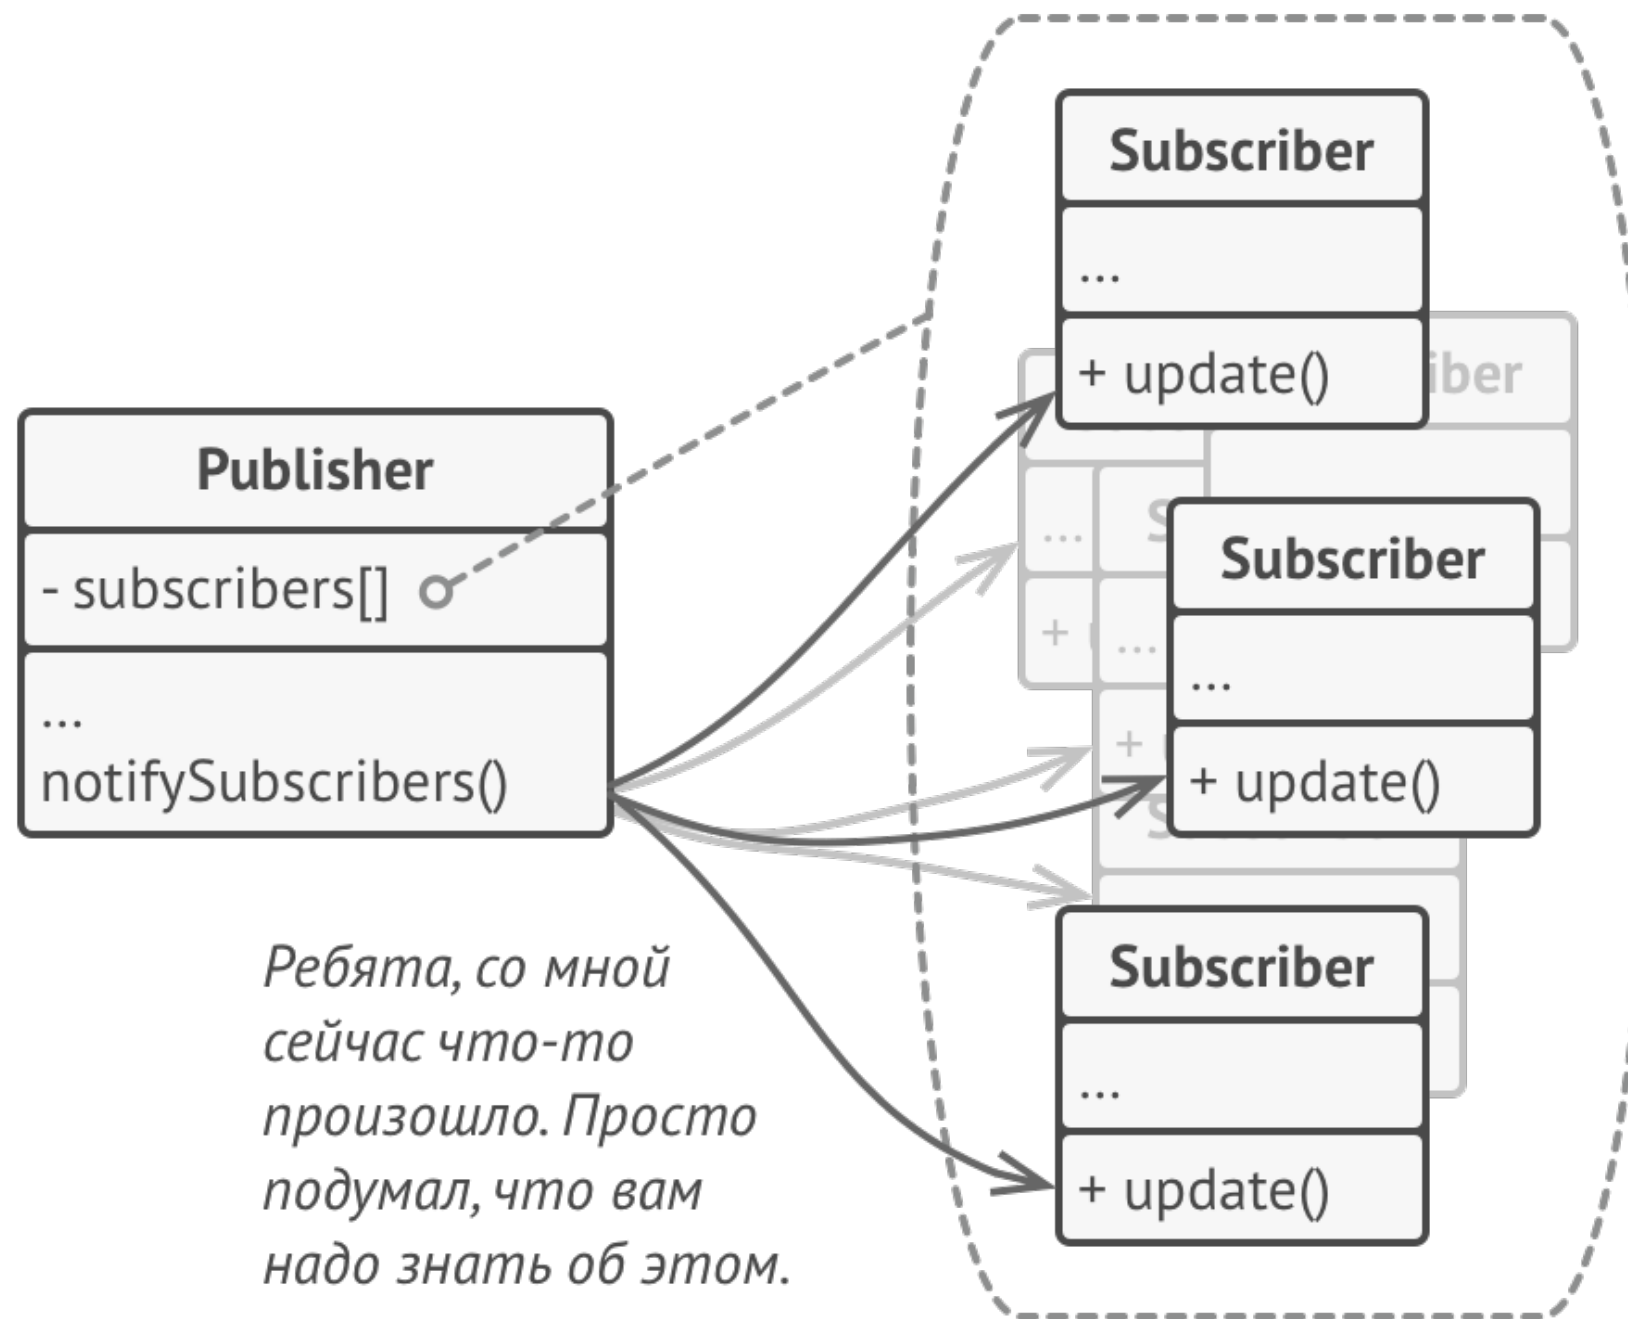 Subscriber
...
+ update()
Publisher
- subscribers[]
...
notifySubscribers()
iber
...
+
S
...
+
S
Subscriber
...
+ update()
Subscriber
...
+ update()
Ребята, со мной
сейчас что-то
произошло. Просто
подумал, что вам
надо знать об этом.